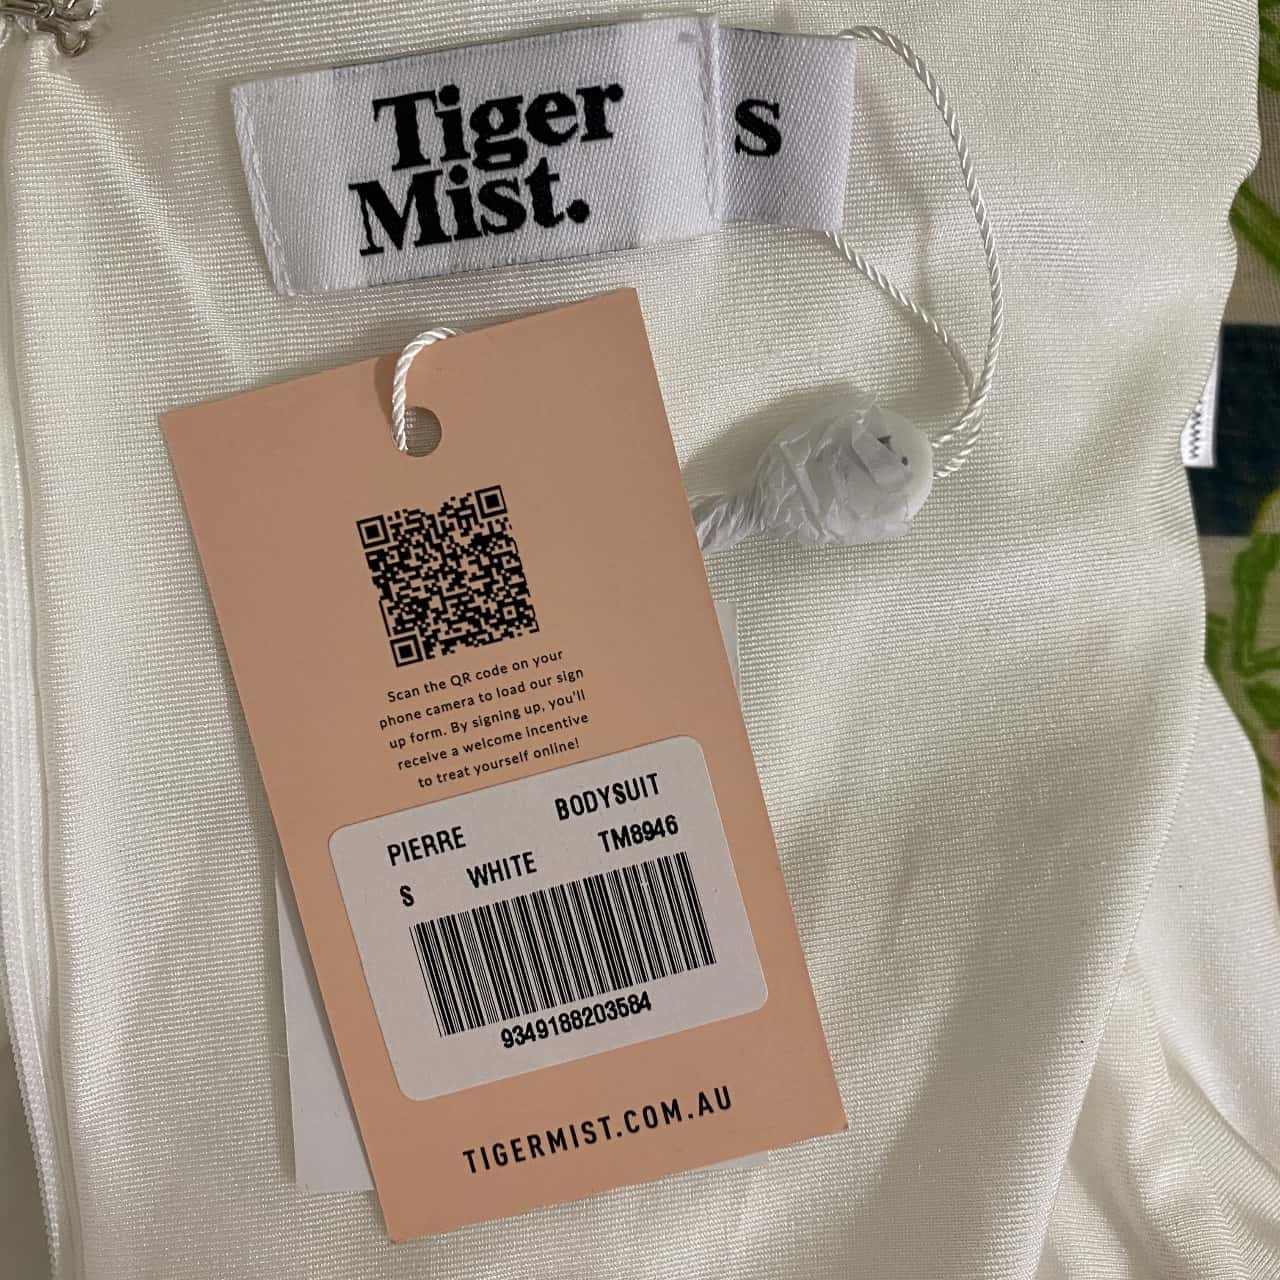 Tiger
Mist.
S
Scan the QR code on your
phone camera to load our sign
up form. By signing up, you'll
receive a welcome incentive
to treat yourself online!
PIERRE BODYSUIT
S WHITE TM8946
9349188203584
TIGERMIST.COM.AU